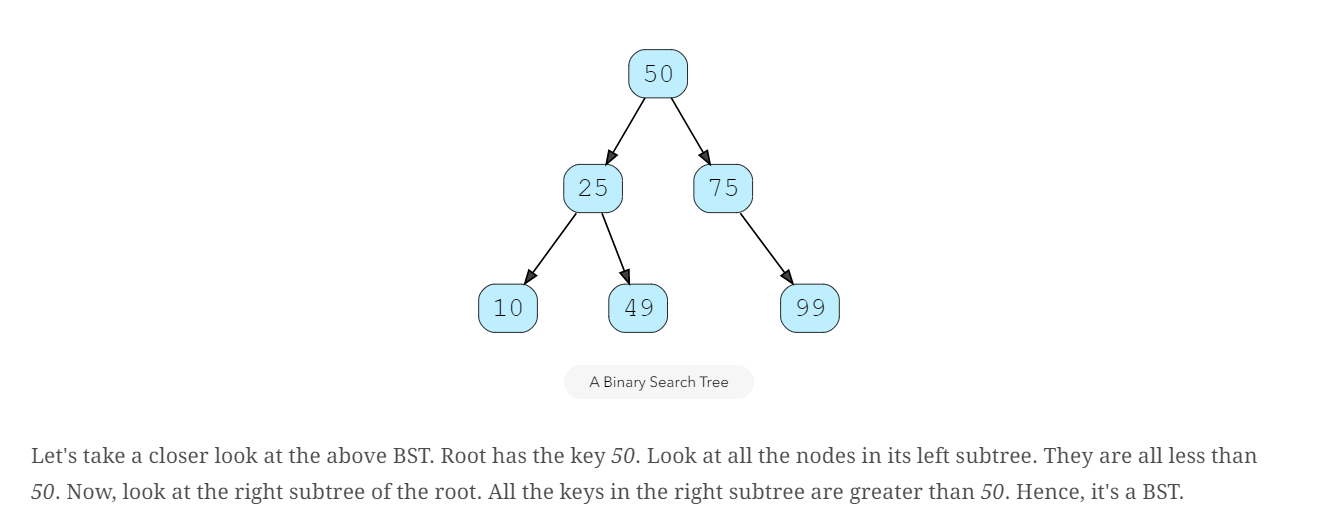 50
25 75
10 49 99
A Binary Search Tree
Let's take a closer look at the above BST. Root has the key 50. Look at all the nodes in its left subtree. They are all less than
50. Now, look at the right subtree of the root. All the keys in the right subtree are greater than 50. Hence, it's a BST.